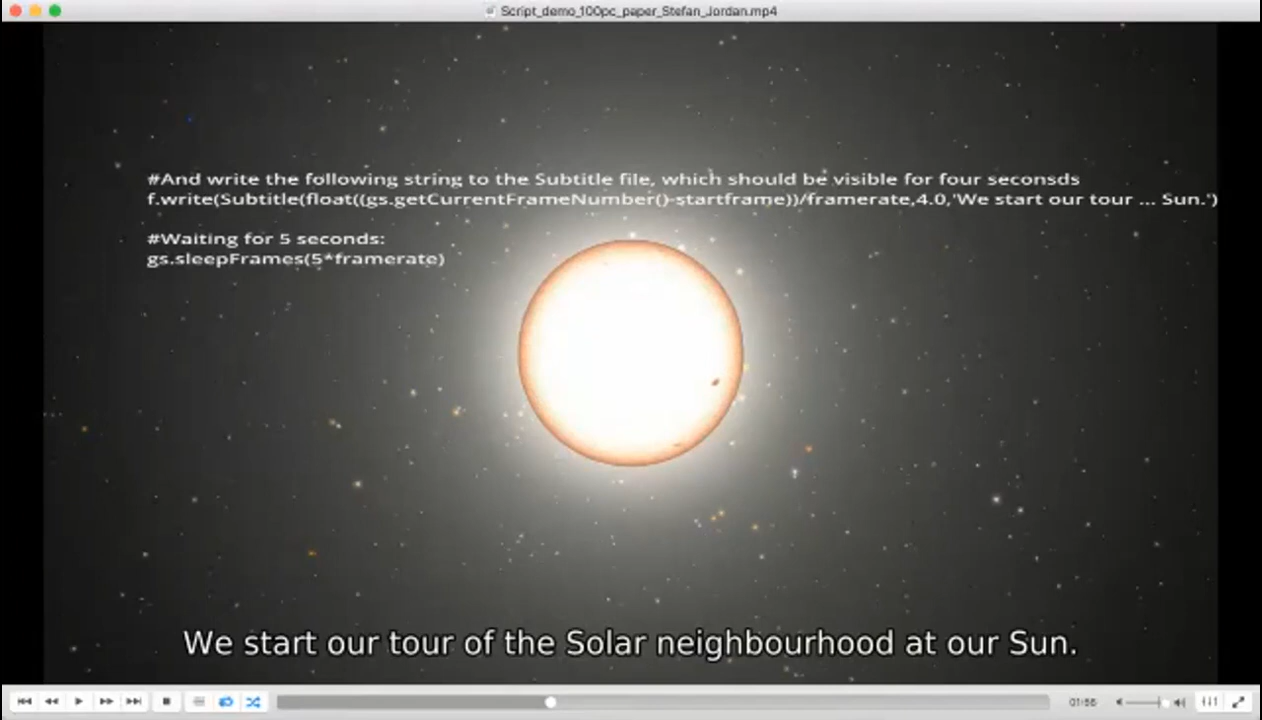 Script_demo_100pc_paper_Stefan_Jordan.mp4
#And write the following string to the Subtitle file, which should be visible for four seconsds
f.write(Subtitle(float((gs.getCurrentFrameNumber()-startframe))/framerate,4.0,'We start our tour ... Sun.')
#Waiting for 5 seconds:
gs.sleepFrames(5*framerate)
We start our tour of the Solar neighbourhood at our Sun.